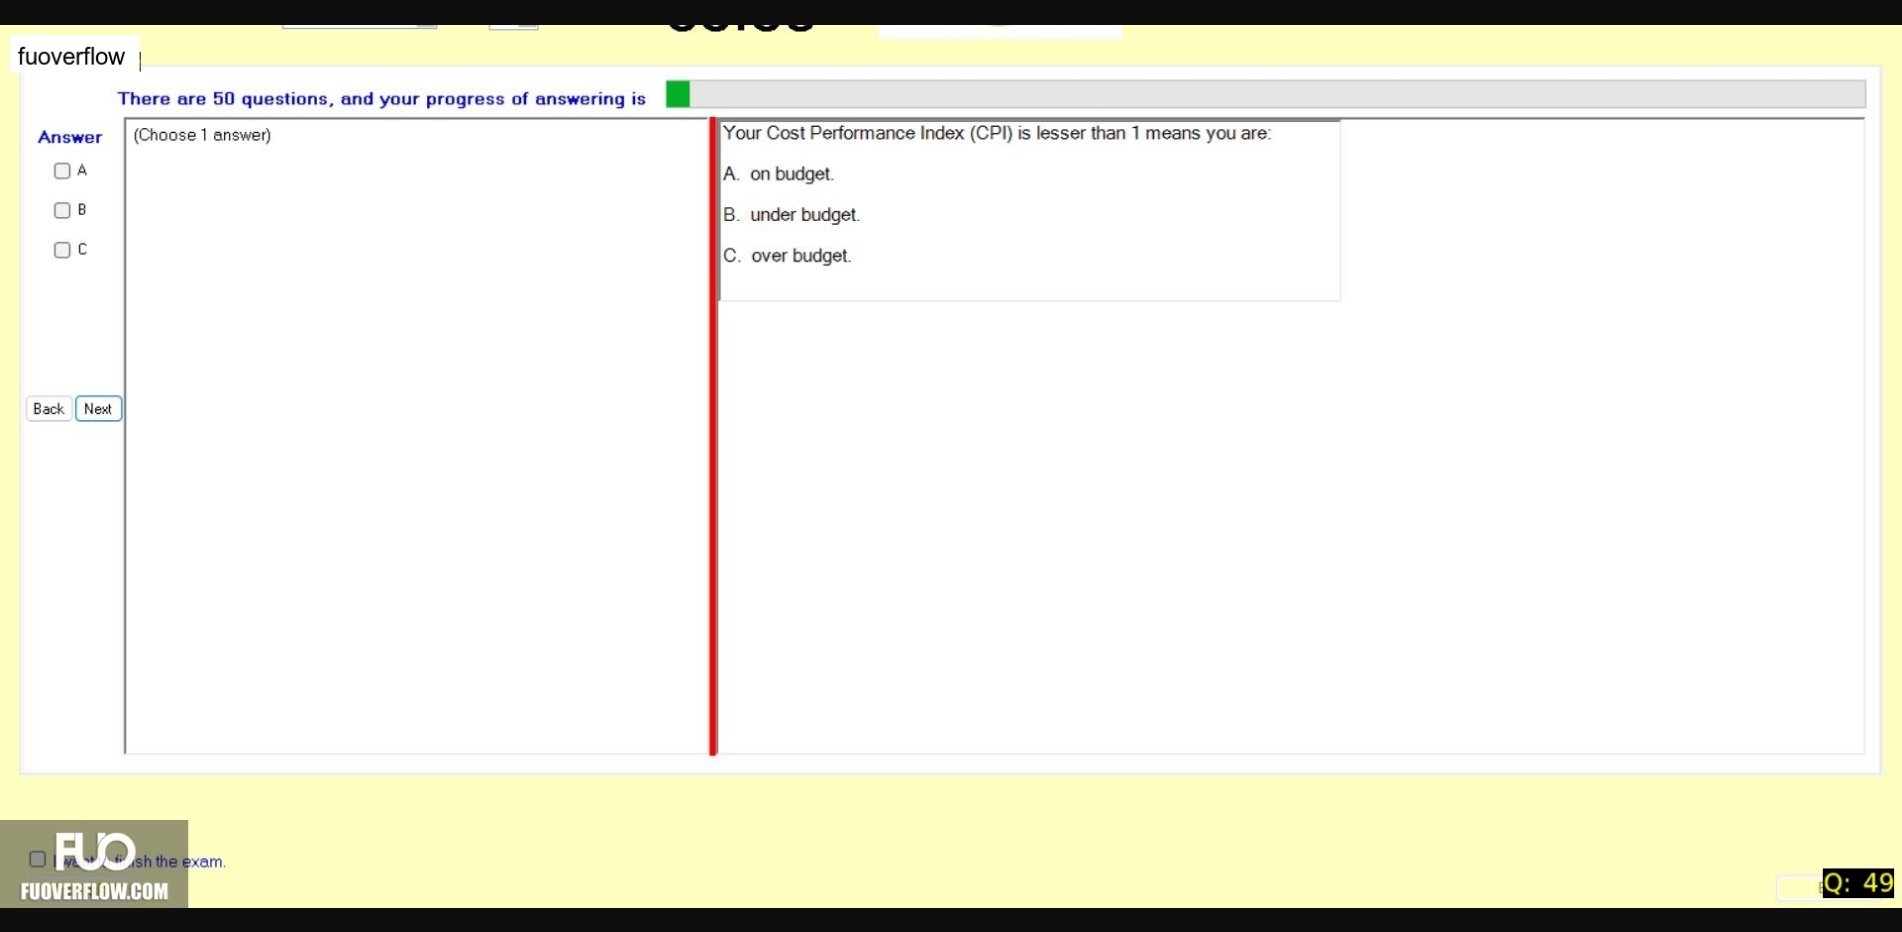 fuoverflow
There are 50 questions, and your progress of answering is
Answer
(Choose 1 answer)
A
B
C
Back Next
Your Cost Performance Index (CPI) is lesser than 1 means you are:
A. on budget.
B. under budget.
C. over budget.
FUO
I want finish the exam.
FUOVERFLOW.COM
Q: 49